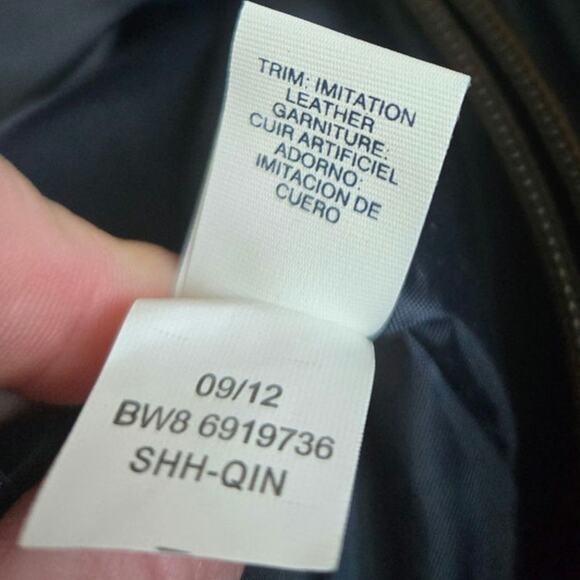 TRIM: IMITATION
LEATHER
GARNITURE:
CUIR ARTIFICIEL
ADORNO:
IMITACION DE
CUERO
09/12
BW8 6919736
SHH-QIN